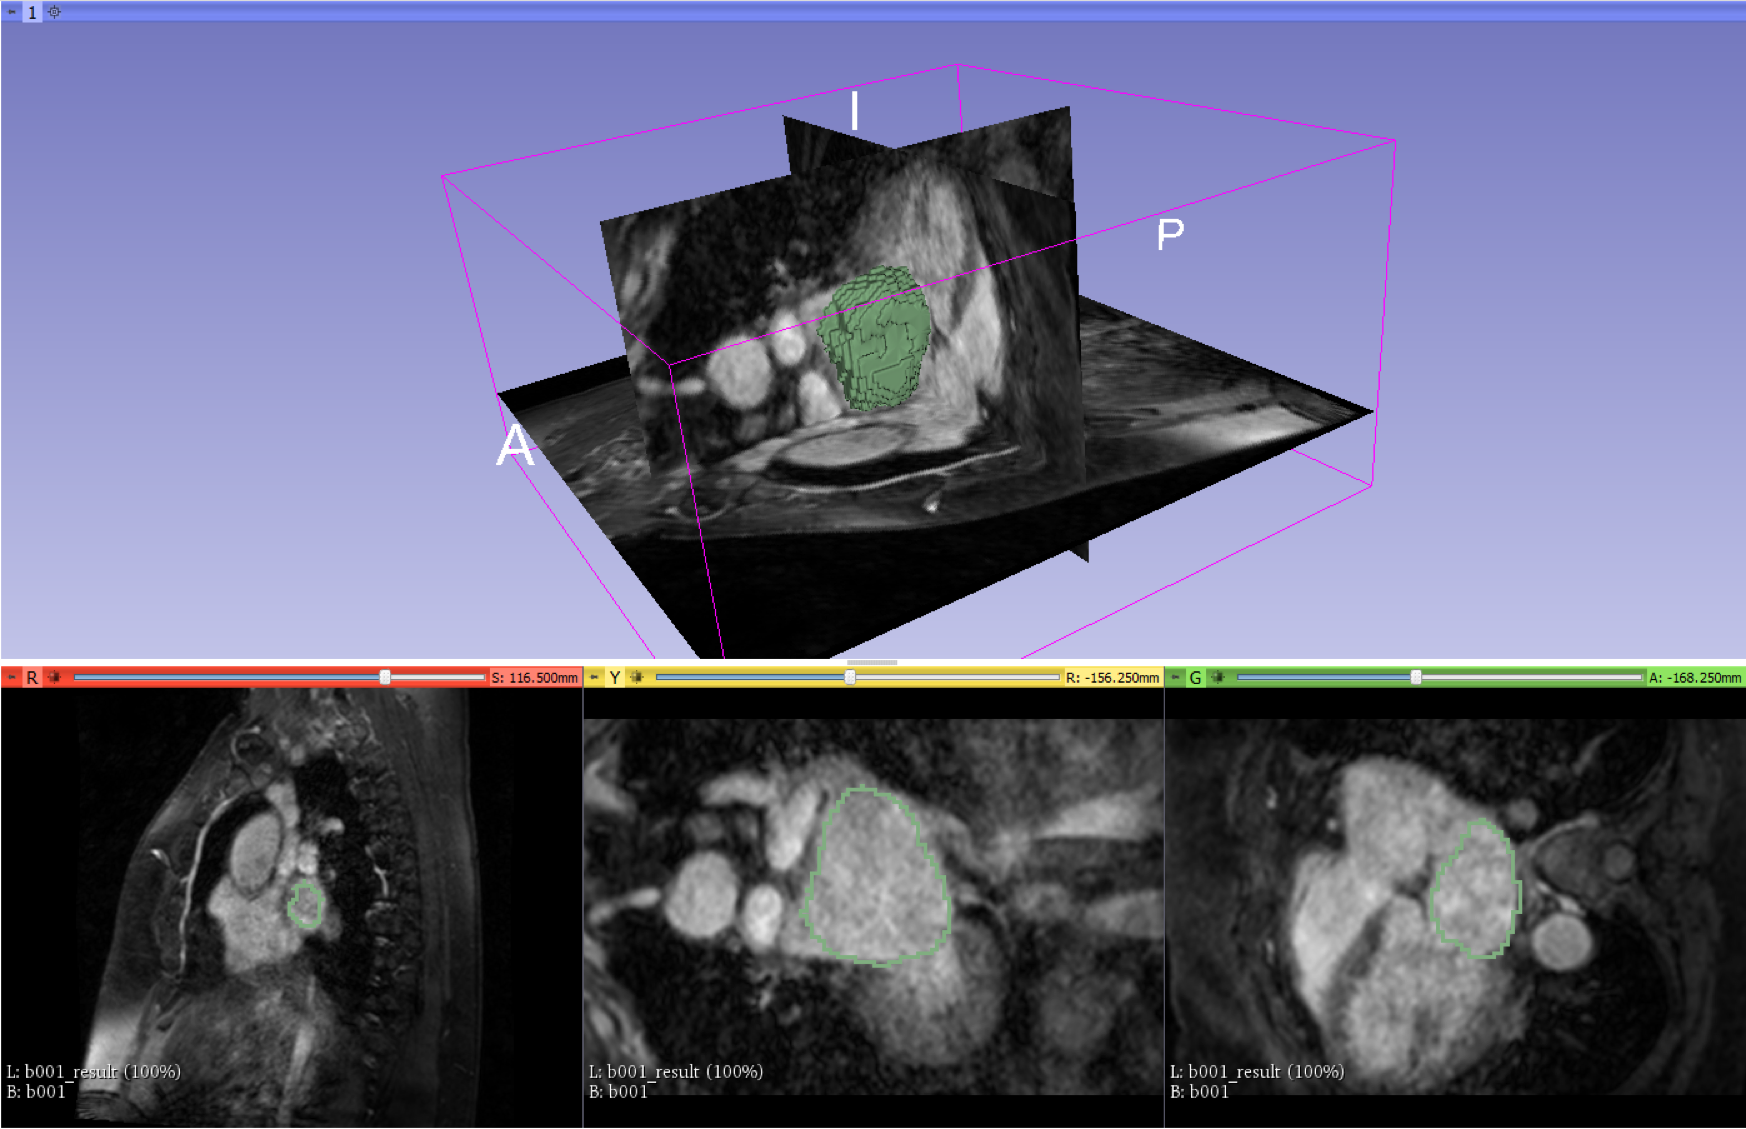 1
I
P
A
R S: 116.500mm
Y R: -156.250mm
G A: -168.250mm
L: b001_result (100%)
B: b001
L: b001_result (100%)
B: b001
L: b001_result (100%)
B: b001